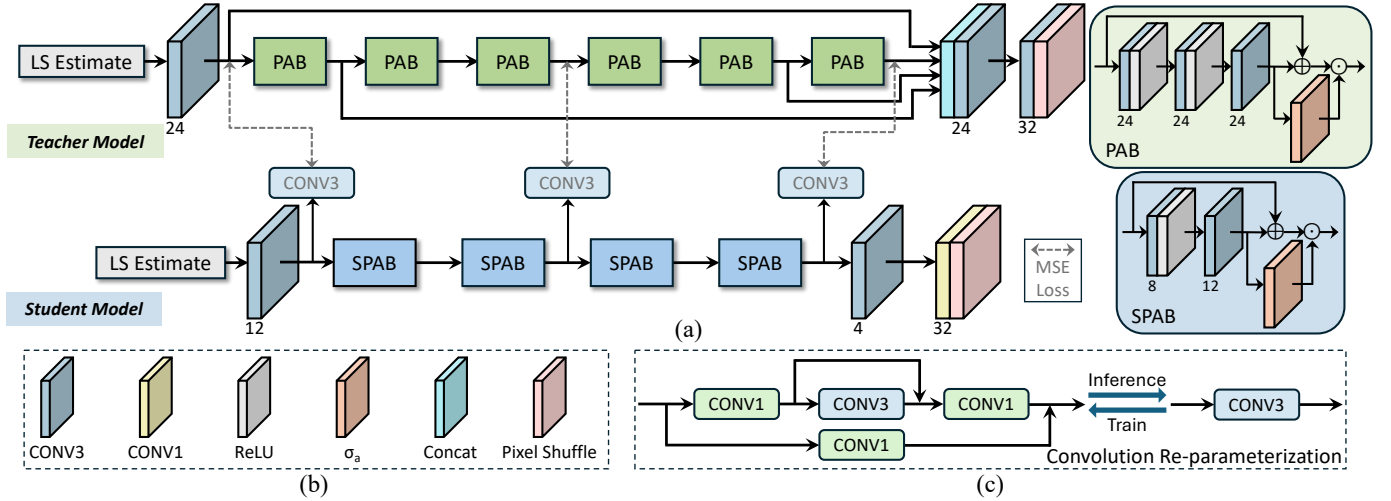 LS Estimate
24
PAB
PAB
PAB
PAB
PAB
PAB
24
32
Teacher Model
24
24
24
PAB
CONV3
CONV3
CONV3
LS Estimate
12
SPAB
SPAB
SPAB
SPAB
4
32
Student Model
MSE
Loss
8
12
SPAB
(a)
CONV3
CONV1
ReLU
σa
Concat
Pixel Shuffle
(b)
CONV1
CONV3
CONV1
CONV1
Inference
Train
CONV3
Convolution Re-parameterization
(c)